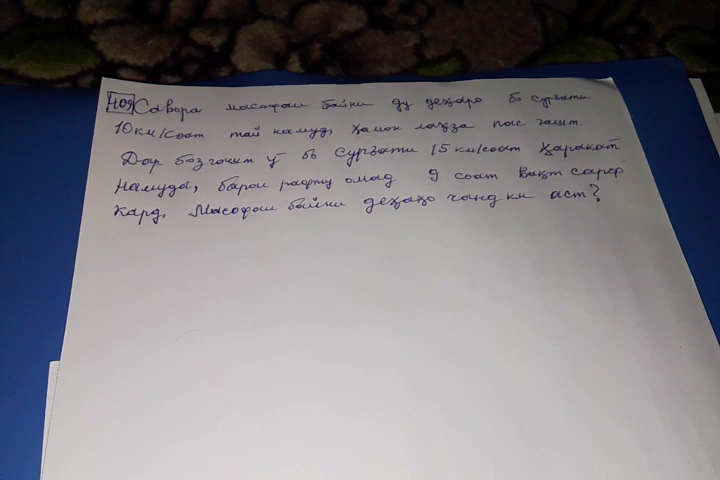 409 Савора масофаи байни ду деҳаро бо суръати
10 км/соат тай намуд, ҳамон лаҳза пас гашт.
Дар бозгашт ӯ бо суръати 15 км/соат ҳаракат
намуда, барои рафту омад 9 соат вақт сарф
кард. Масофаи байни деҳаҳо чанд км аст?